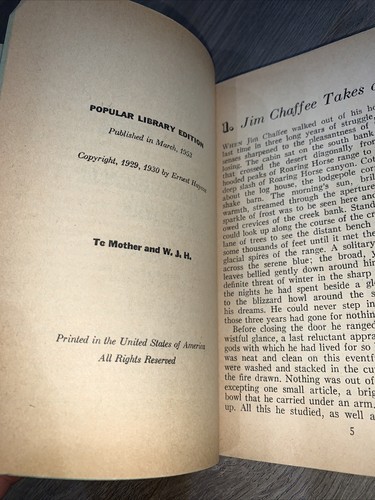 POPULAR LIBRARY EDITION
Published in March, 1953
Copyright, 1929, 1930 by Ernest Haycox
To Mother and W. J. H.
Printed in the United States of America
All Rights Reserved
1. Jim Chaffee Takes
WHEN Jim Chaffee walked out of his
last time in three long years of struggle,
senses sharpened to the pleasantness of
The cabin sat on the south bank
that crossed the desert diagonally from
hooded peaks of Roaring Horse range to
deep slash of Roaring Horse canyon. Cot
about the log house, the lodgepole cor
shake barn. The morning's sun, bril
warmth, streamed through the aperture
sparkle of frost was to be seen here and
owed crevices of the creek bank. Stand
could look up along the course of the
lane of trees to see the distant bench
some thousands of feet until it met the
glacial spires of the range. A solitary
across the serene blue; the broad, y
leaves bellied gently down around him
definite threat of winter in the sharp
the nights he had spent beside a gl
to the blizzard howl around the s
his dreams. He could never step in
those three years had gone for nothin
Before closing the door he ranged
wistful glance, a last reluctant appra
gods with which he had lived for so
was neat and clean on this eventf
were washed and stacked in the cu
the fire drawn. Nothing was out of
excepting one small article, a brig
bowl that he carried under an arm.
up. All this he studied, as well a
5